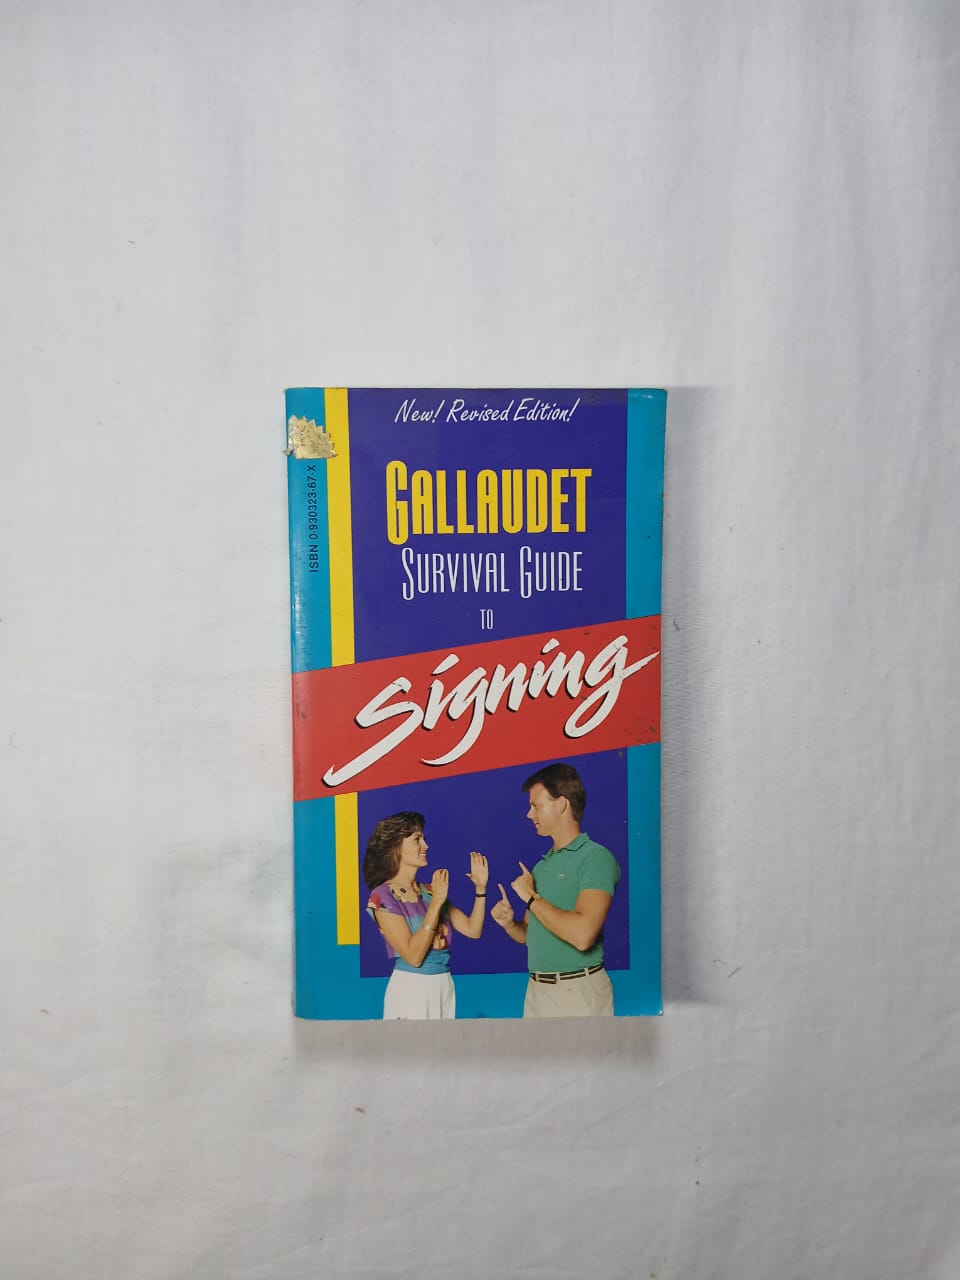 New! Revised Edition!
GALLAUDET
SURVIVAL GUIDE
TO
Signing
ISBN 0-930323-67-X